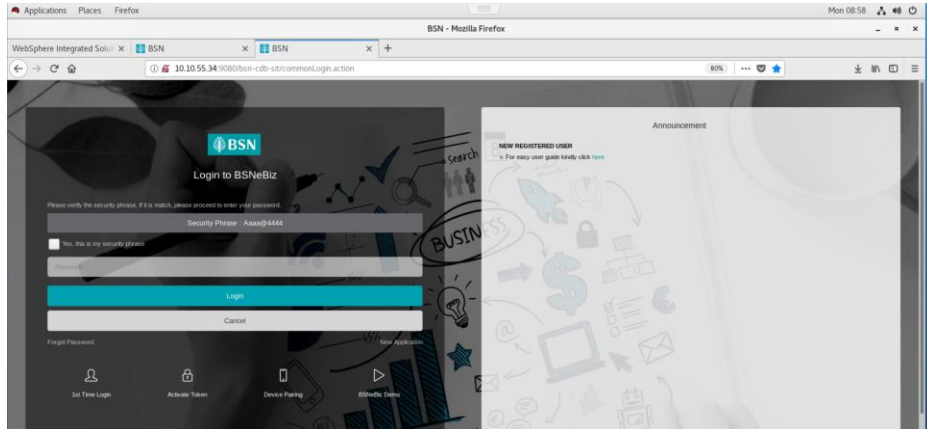 Applications Places Firefox
Mon 08:58
BSN - Mozilla Firefox
WebSphere Integrated Solu
BSN
BSN
10.10.55.34:9080/bsn-cdb-sit/commonLogin.action
80%
BSN
Login to BSNeBiz
Please verify the security phrase. If it is match, please proceed to enter your password.
Security Phrase : Aaaa@4444
Yes, this is my security phrase
Password
Login
Cancel
Forgot Password
New Application
1st Time Login
Activate Token
Device Pairing
BSNeBiz Demo
Announcement
NEW REGISTERED USER
» For easy user guide kindly click here
search
BUSINESS
45%